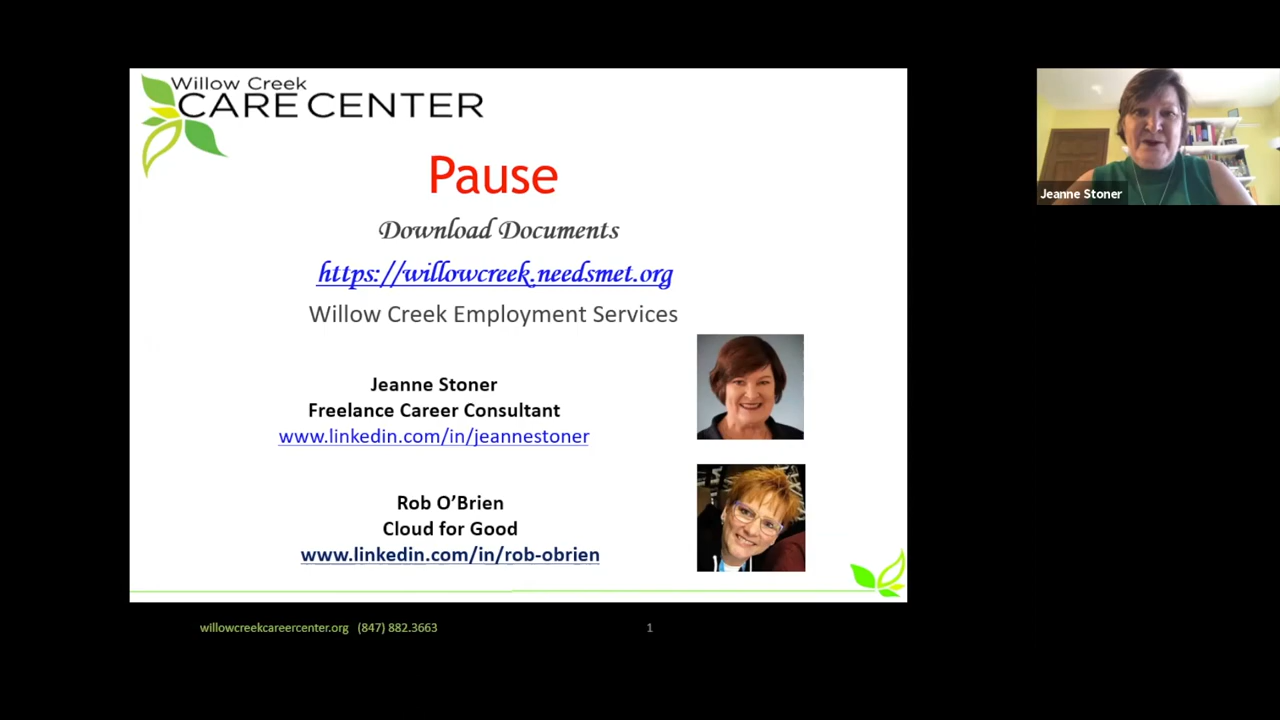 Willow Creek
CARE CENTER
Pause
Download Documents
https://willowcreek.needsmet.org
Willow Creek Employment Services
Jeanne Stoner
Freelance Career Consultant
www.linkedin.com/in/jeannestoner
Rob O’Brien
Cloud for Good
www.linkedin.com/in/rob-obrien
willowcreekcareercenter.org (847) 882.3663
1
Jeanne Stoner